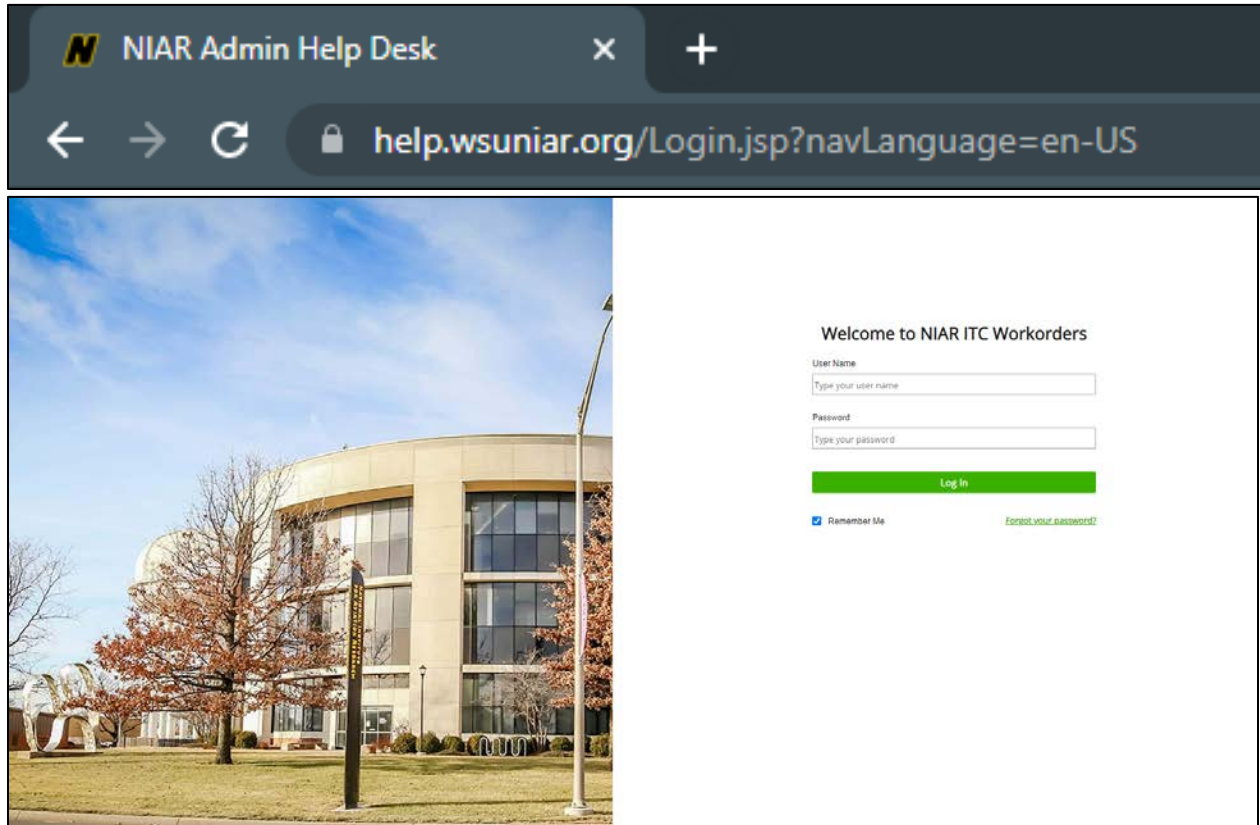 N NIAR Admin Help Desk
help.wsuniar.org/Login.jsp?navLanguage=en-US
Welcome to NIAR ITC Workorders
User Name
Type your user name
Password
Type your password
Log In
Remember Me Forgot your password?